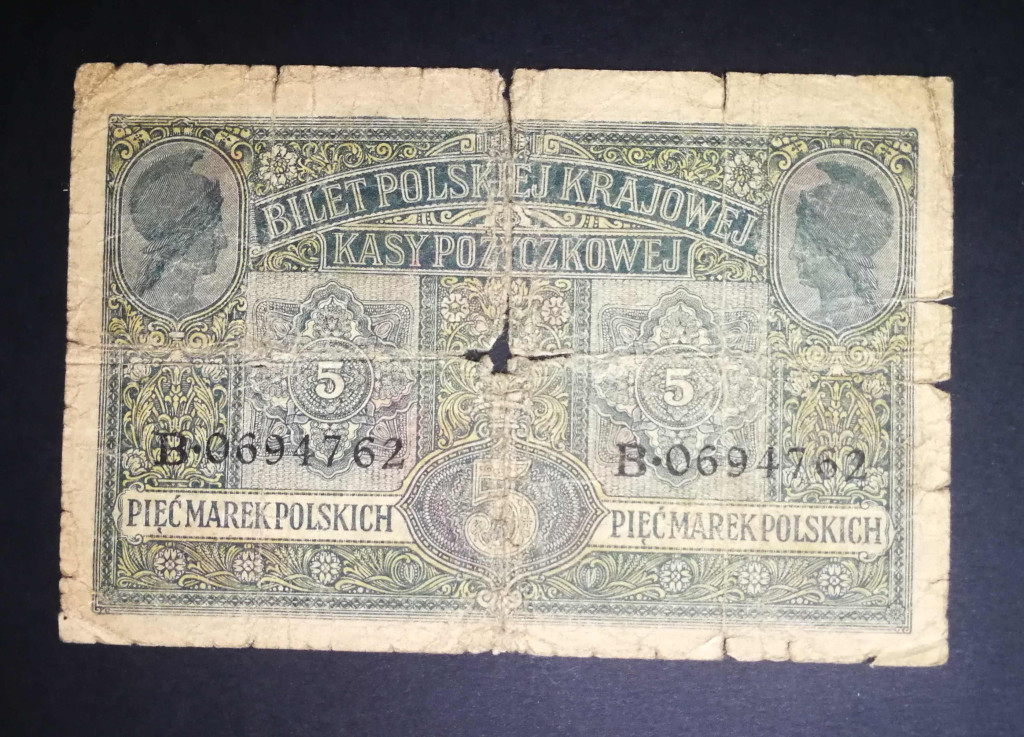 BILET POLSKIEJ KRAJOWEJ
KASY POŻYCZKOWEJ
5 5
B·0694762 B·0694762
5
PIĘĆ MAREK POLSKICH PIĘĆ MAREK POLSKICH